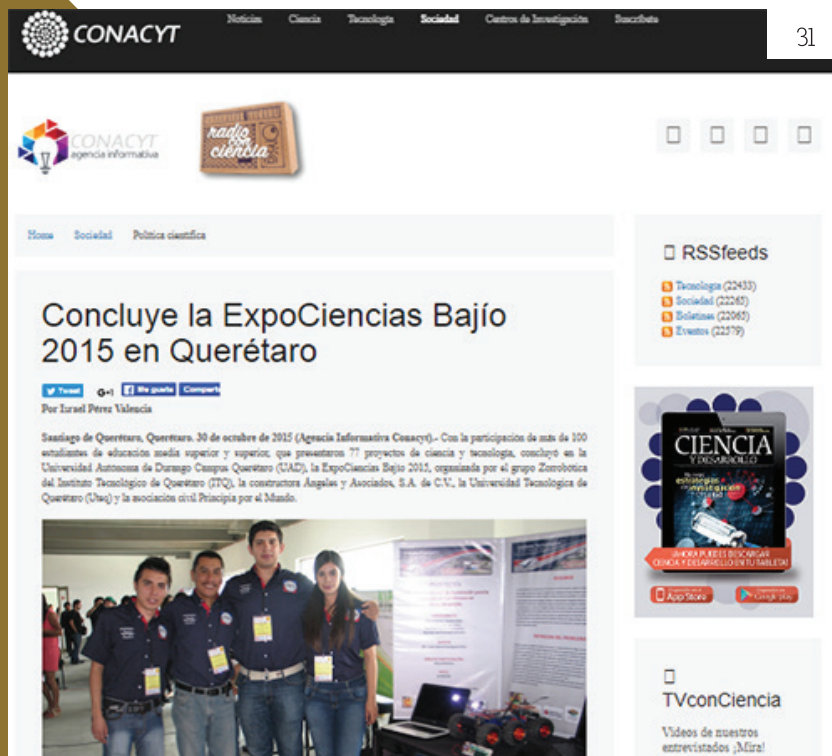 CONACYT
Noticias Ciencia Tecnología Sociedad Centros de Investigación Suscríbete
31
CONACYT
agencia informativa
radio
con
ciencia
Home Sociedad Política científica
Concluye la ExpoCiencias Bajío
2015 en Querétaro
Tweet G+1 Me gusta Comparte
Por Israel Pérez Valencia
Santiago de Querétaro, Querétaro. 30 de octubre de 2015 (Agencia Informativa Conacyt).- Con la participación de más de 100
estudiantes de educación media superior y superior, que presentaron 77 proyectos de ciencia y tecnología, concluyó en la
Universidad Autónoma de Durango Campus Querétaro (UAD), la ExpoCiencias Bajío 2015, organizada por el grupo Zorrobótica
del Instituto Tecnológico de Querétaro (ITQ), la constructora Ángeles y Asociados, S.A. de C.V., la Universidad Tecnológica de
Querétaro (Uteq) y la asociación civil Principia por el Mundo.
RSSfeeds
Tecnología (22433)
Sociedad (22265)
Boletines (22065)
Eventos (22579)
CIENCIA
Y DESARROLLO
estrategias
investigación
¡AHORA PUEDES DESCARGAR
CIENCIA Y DESARROLLO EN TU TABLETA!
App Store
Google play
TVconCiencia
Videos de nuestros
entrevistados ¡Mira!